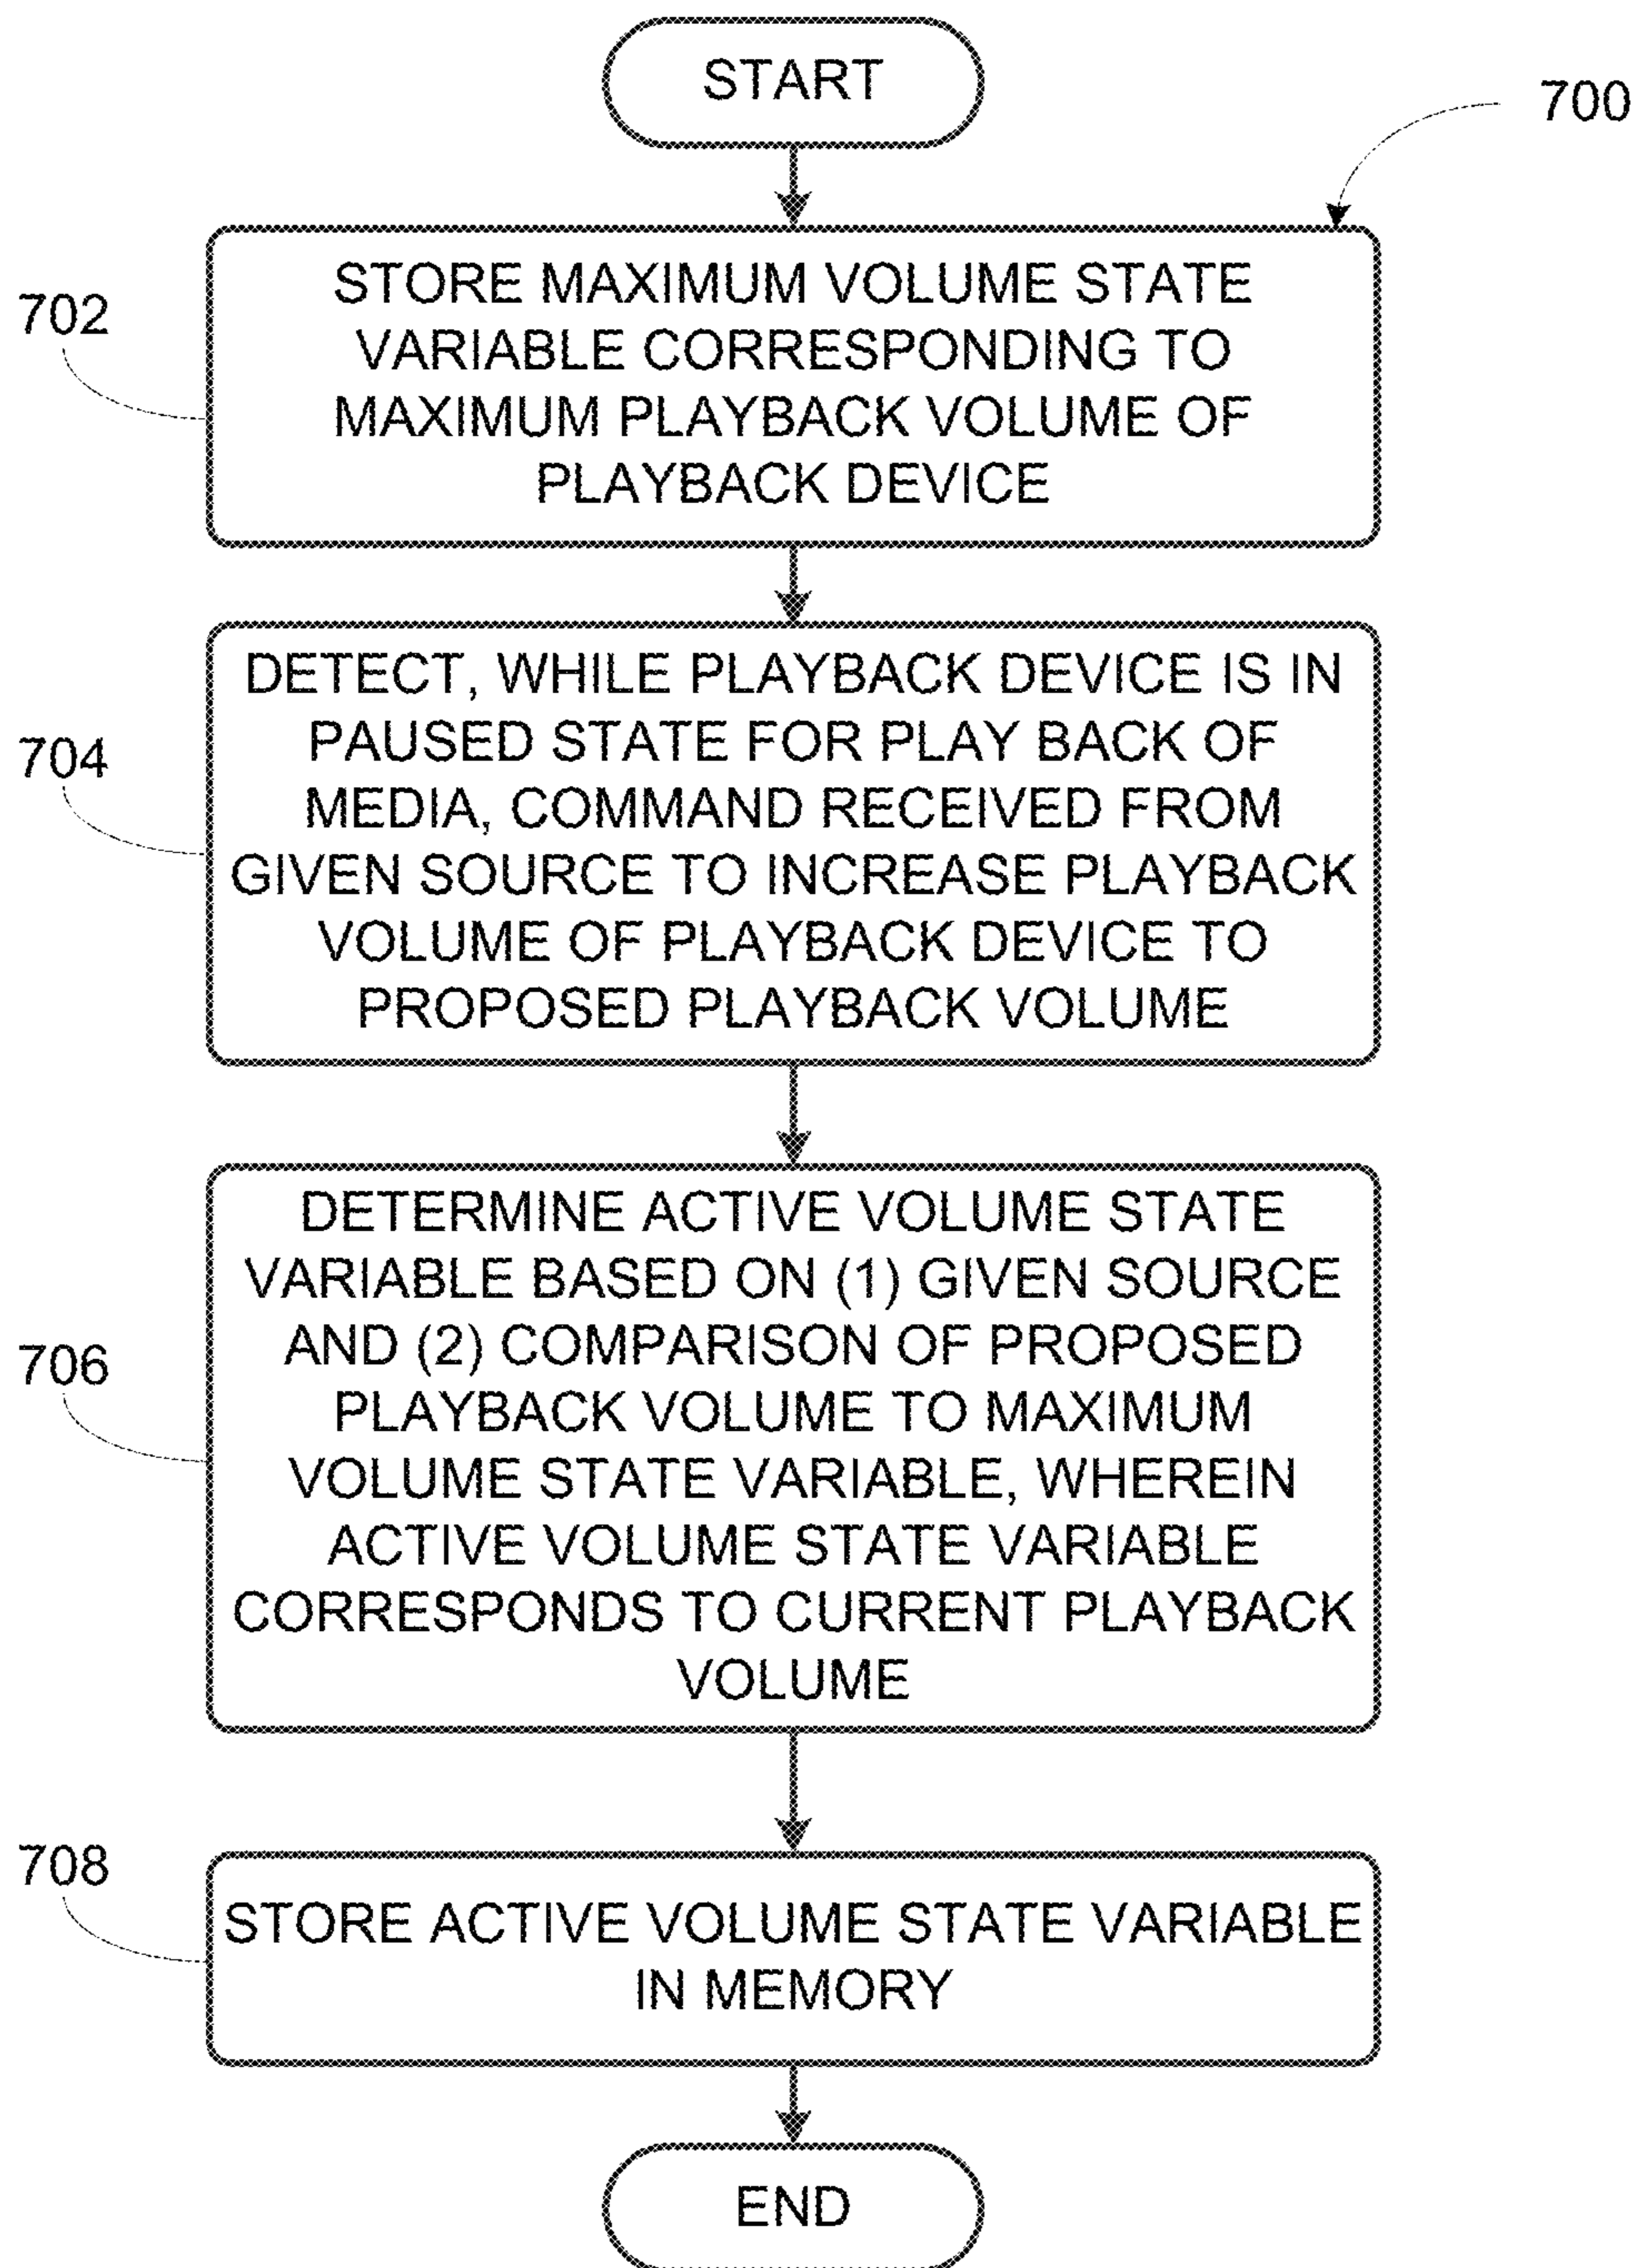 START
700
702
STORE MAXIMUM VOLUME STATE
VARIABLE CORRESPONDING TO
MAXIMUM PLAYBACK VOLUME OF
PLAYBACK DEVICE
704
DETECT, WHILE PLAYBACK DEVICE IS IN
PAUSED STATE FOR PLAY BACK OF
MEDIA, COMMAND RECEIVED FROM
GIVEN SOURCE TO INCREASE PLAYBACK
VOLUME OF PLAYBACK DEVICE TO
PROPOSED PLAYBACK VOLUME
706
DETERMINE ACTIVE VOLUME STATE
VARIABLE BASED ON (1) GIVEN SOURCE
AND (2) COMPARISON OF PROPOSED
PLAYBACK VOLUME TO MAXIMUM
VOLUME STATE VARIABLE, WHEREIN
ACTIVE VOLUME STATE VARIABLE
CORRESPONDS TO CURRENT PLAYBACK
VOLUME
708
STORE ACTIVE VOLUME STATE VARIABLE
IN MEMORY
END